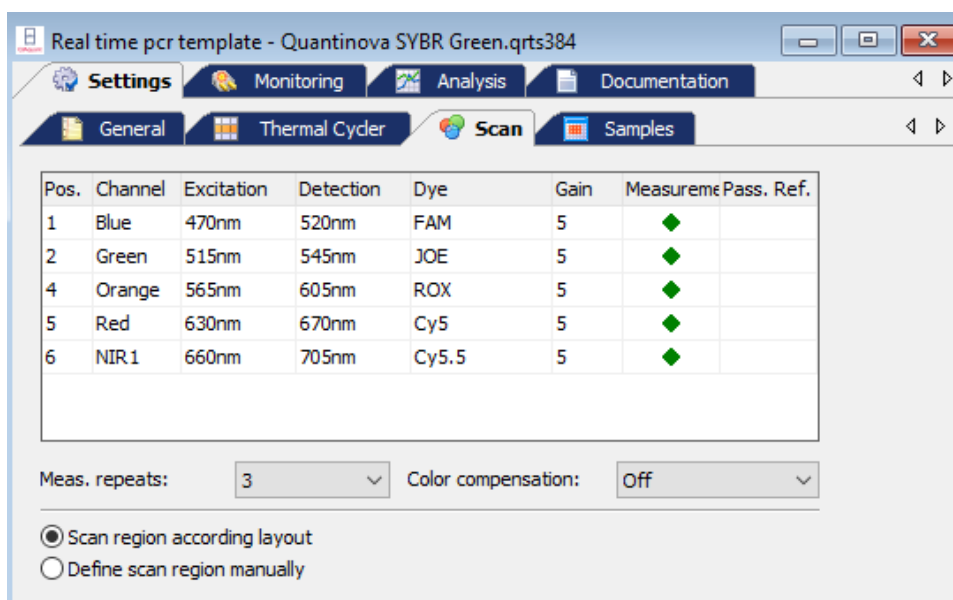 Real time pcr template - Quantinova SYBR Green.qrts384
Settings Monitoring Analysis Documentation
General Thermal Cycler Scan Samples
Pos. Channel Excitation Detection Dye Gain Measureme Pass. Ref.
1 Blue 470nm 520nm FAM 5
2 Green 515nm 545nm JOE 5
4 Orange 565nm 605nm ROX 5
5 Red 630nm 670nm Cy5 5
6 NIR1 660nm 705nm Cy5.5 5
Meas. repeats: 3 Color compensation: Off
Scan region according layout
Define scan region manually